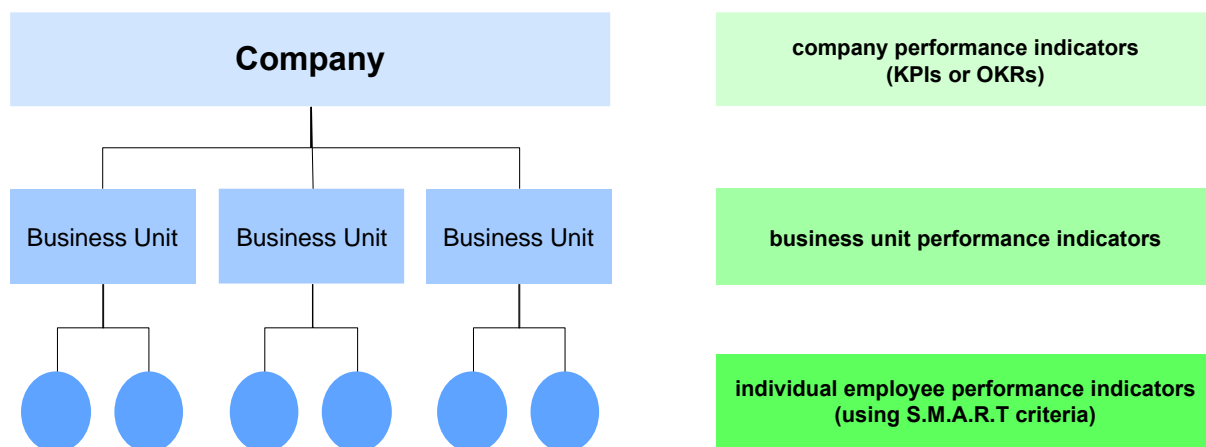 Company
company performance indicators
(KPIs or OKRs)
Business Unit
Business Unit
Business Unit
business unit performance indicators
individual employee performance indicators
(using S.M.A.R.T criteria)